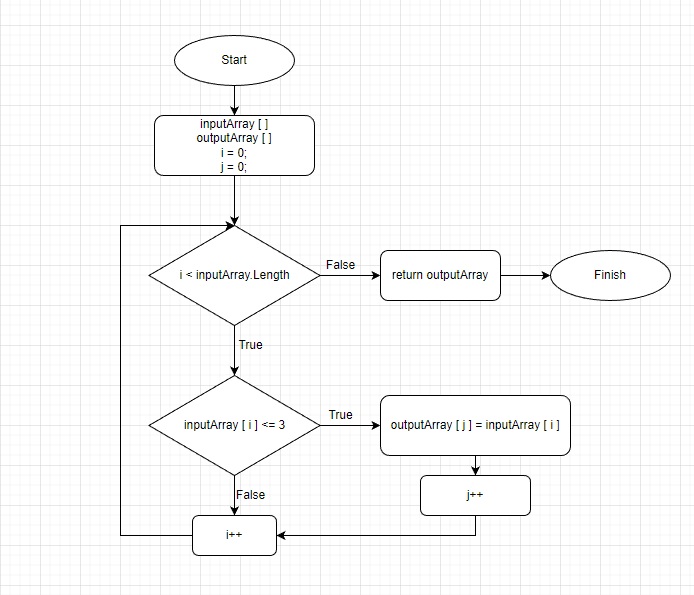 Start
inputArray [ ]
outputArray [ ]
i = 0;
j = 0;
i < inputArray.Length
False
return outputArray
Finish
True
inputArray [ i ] <= 3
True
outputArray [ j ] = inputArray [ i ]
False
j++
i++